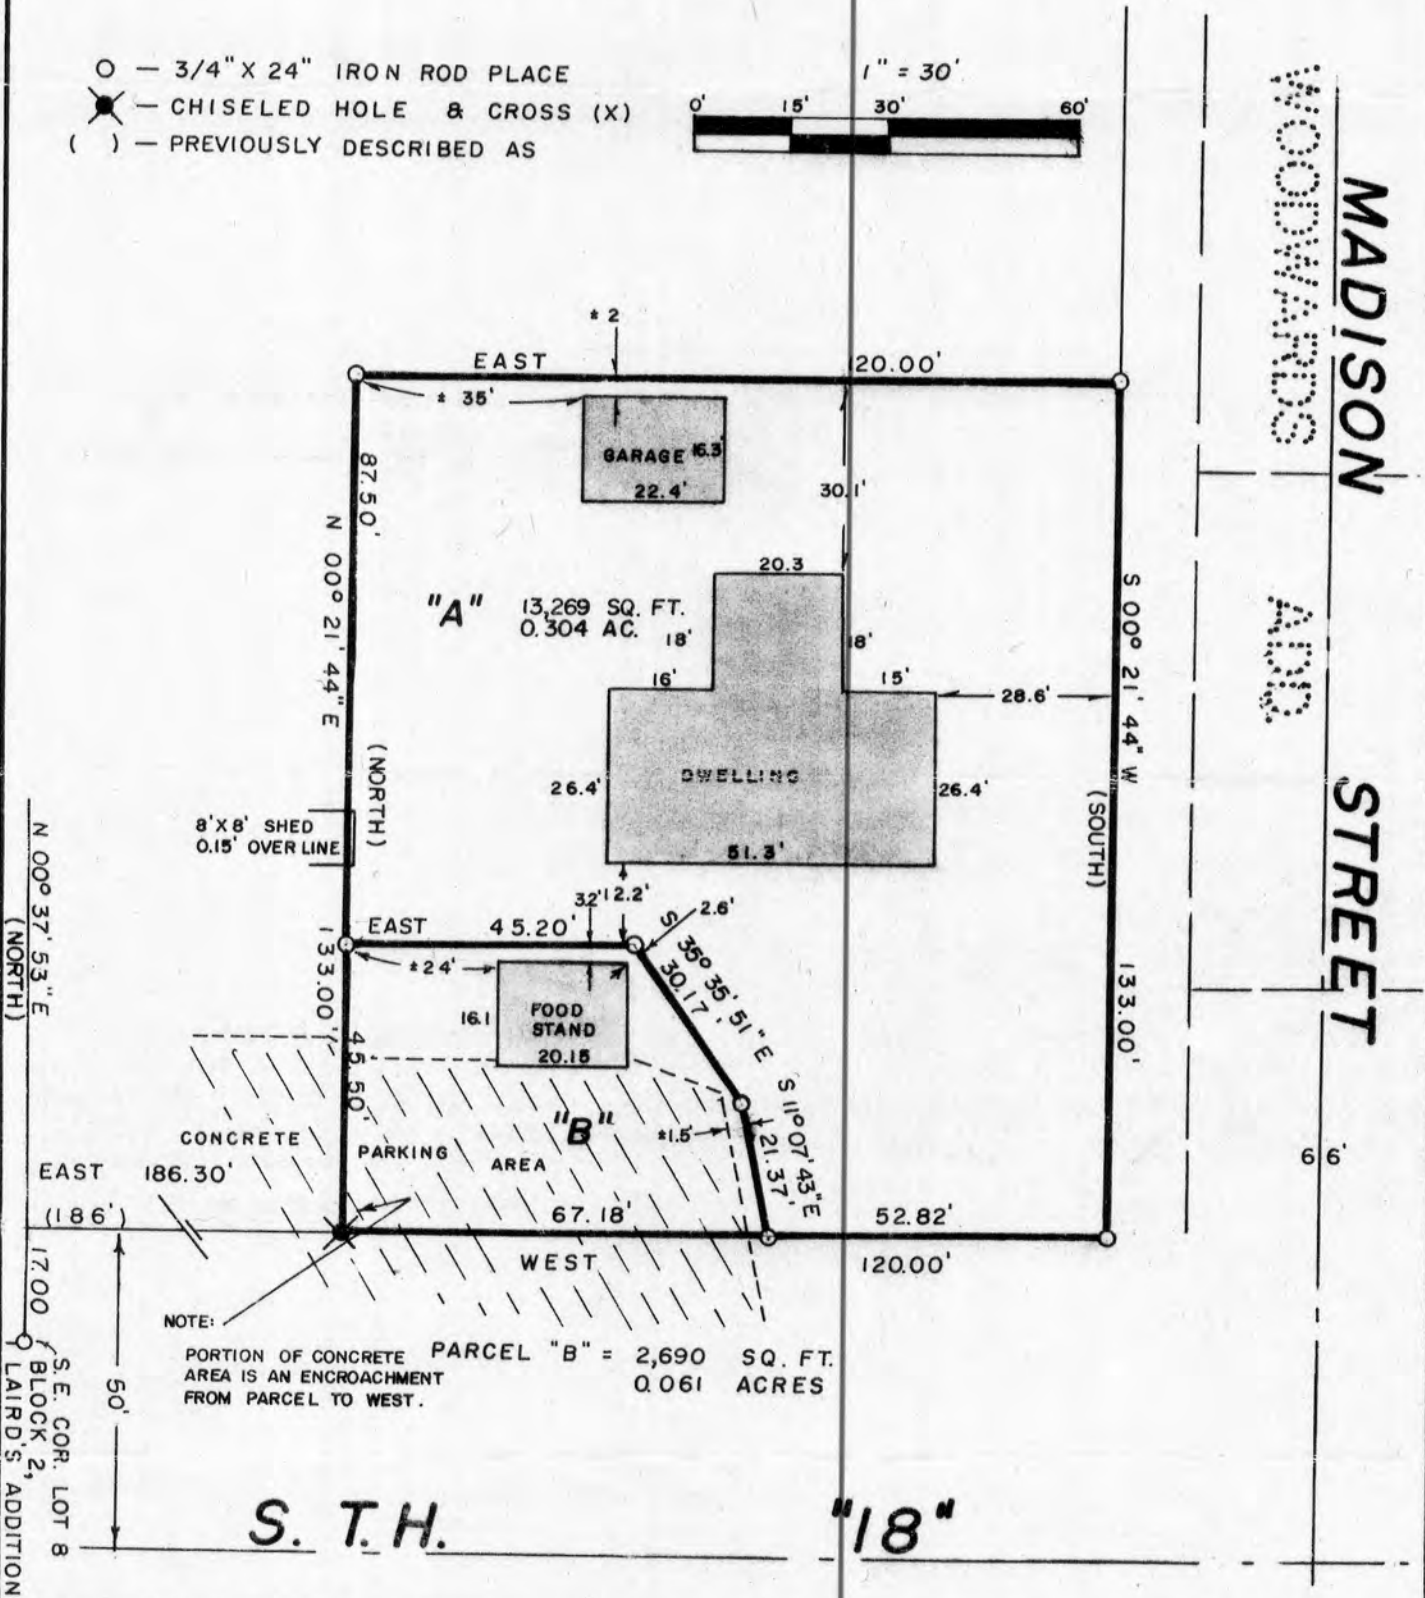 3/4" X 24" IRON ROD PLACE
CHISELED HOLE & CROSS (X)
( ) — PREVIOUSLY DESCRIBED AS
1" = 30'
0' 15' 30' 60'
MADISON STREET
WOODWARDS ADD.
± 2
EAST 120.00'
± 35'
GARAGE 16.3'
22.4'
30.1'
87.50'
N 00° 21' 44" E
(NORTH)
133.00'
"A"
13,269 SQ. FT.
0.304 AC.
20.3
18'
18'
16'
15'
28.6'
DWELLING
26.4'
26.4'
51.3'
S 00° 21' 44" W
(SOUTH)
133.00'
8'X8' SHED
0.15' OVER LINE
N 00° 37' 53" E
(NORTH)
EAST 45.20'
3.2'
12.2'
2.6'
± 24'
S 35° 35' 51" E
30.17'
FOOD
STAND
16.1
20.15
45.50'
"B"
±1.5'
S 11° 07' 43" E
21.37'
CONCRETE PARKING AREA
EAST 186.30'
(186')
67.18'
WEST
52.82'
120.00'
66'
17.00
50'
NOTE:
PORTION OF CONCRETE
AREA IS AN ENCROACHMENT
FROM PARCEL TO WEST.
PARCEL "B" = 2,690 SQ. FT.
0.061 ACRES
S.E. COR. LOT 8
BLOCK 2,
LAIRD'S ADDITION
S. T. H. "18"